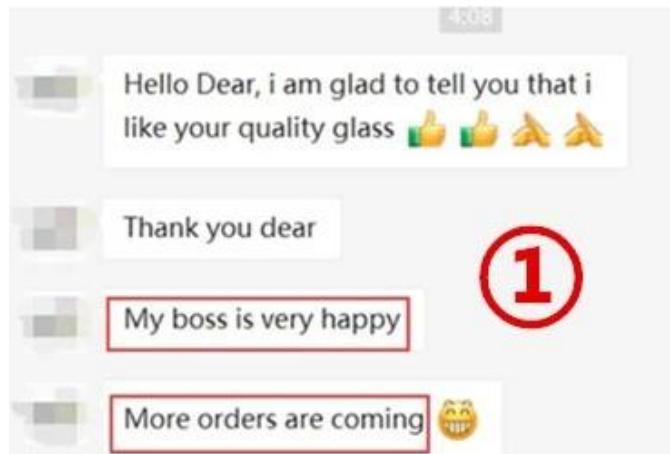 4:08
Hello Dear, i am glad to tell you that i
like your quality glass 👍 👍 🙏 🙏
Thank you dear
My boss is very happy
①
More orders are coming 😁